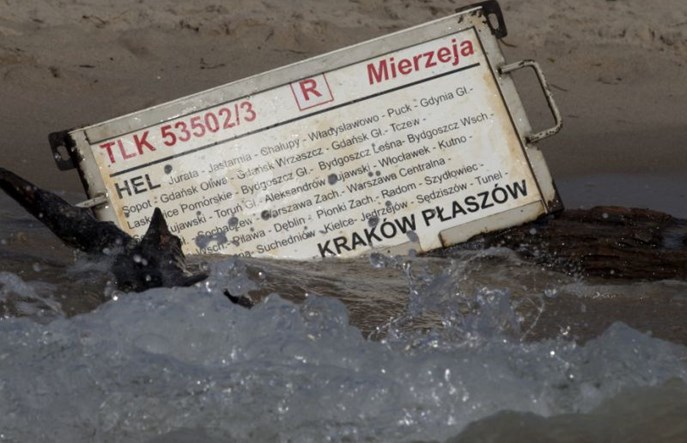 TLK 53502/3 R Mierzeja
HEL Jurata - Jastarnia - Chałupy - Władysławowo - Puck - Gdynia Gł.-
Sopot - Gdańsk Oliwa - Gdańsk Wrzeszcz - Gdańsk Gł.- Tczew -
Laskowice Pomorskie - Bydgoszcz Gł.- Bydgoszcz Leśna- Bydgoszcz Wsch.-
Kujawski- Toruń Gł.- Aleksandrów Kujawski - Włocławek - Kutno -
Sochaczew - Warszawa Zach.- Warszawa Centralna -
Wsch.- Pilawa - Dęblin - Pionki Zach.- Radom - Szydłowiec -
- Suchedniów -Kielce- Jędrzejów - Sędziszów - Tunel -
KRAKÓW PŁASZÓW